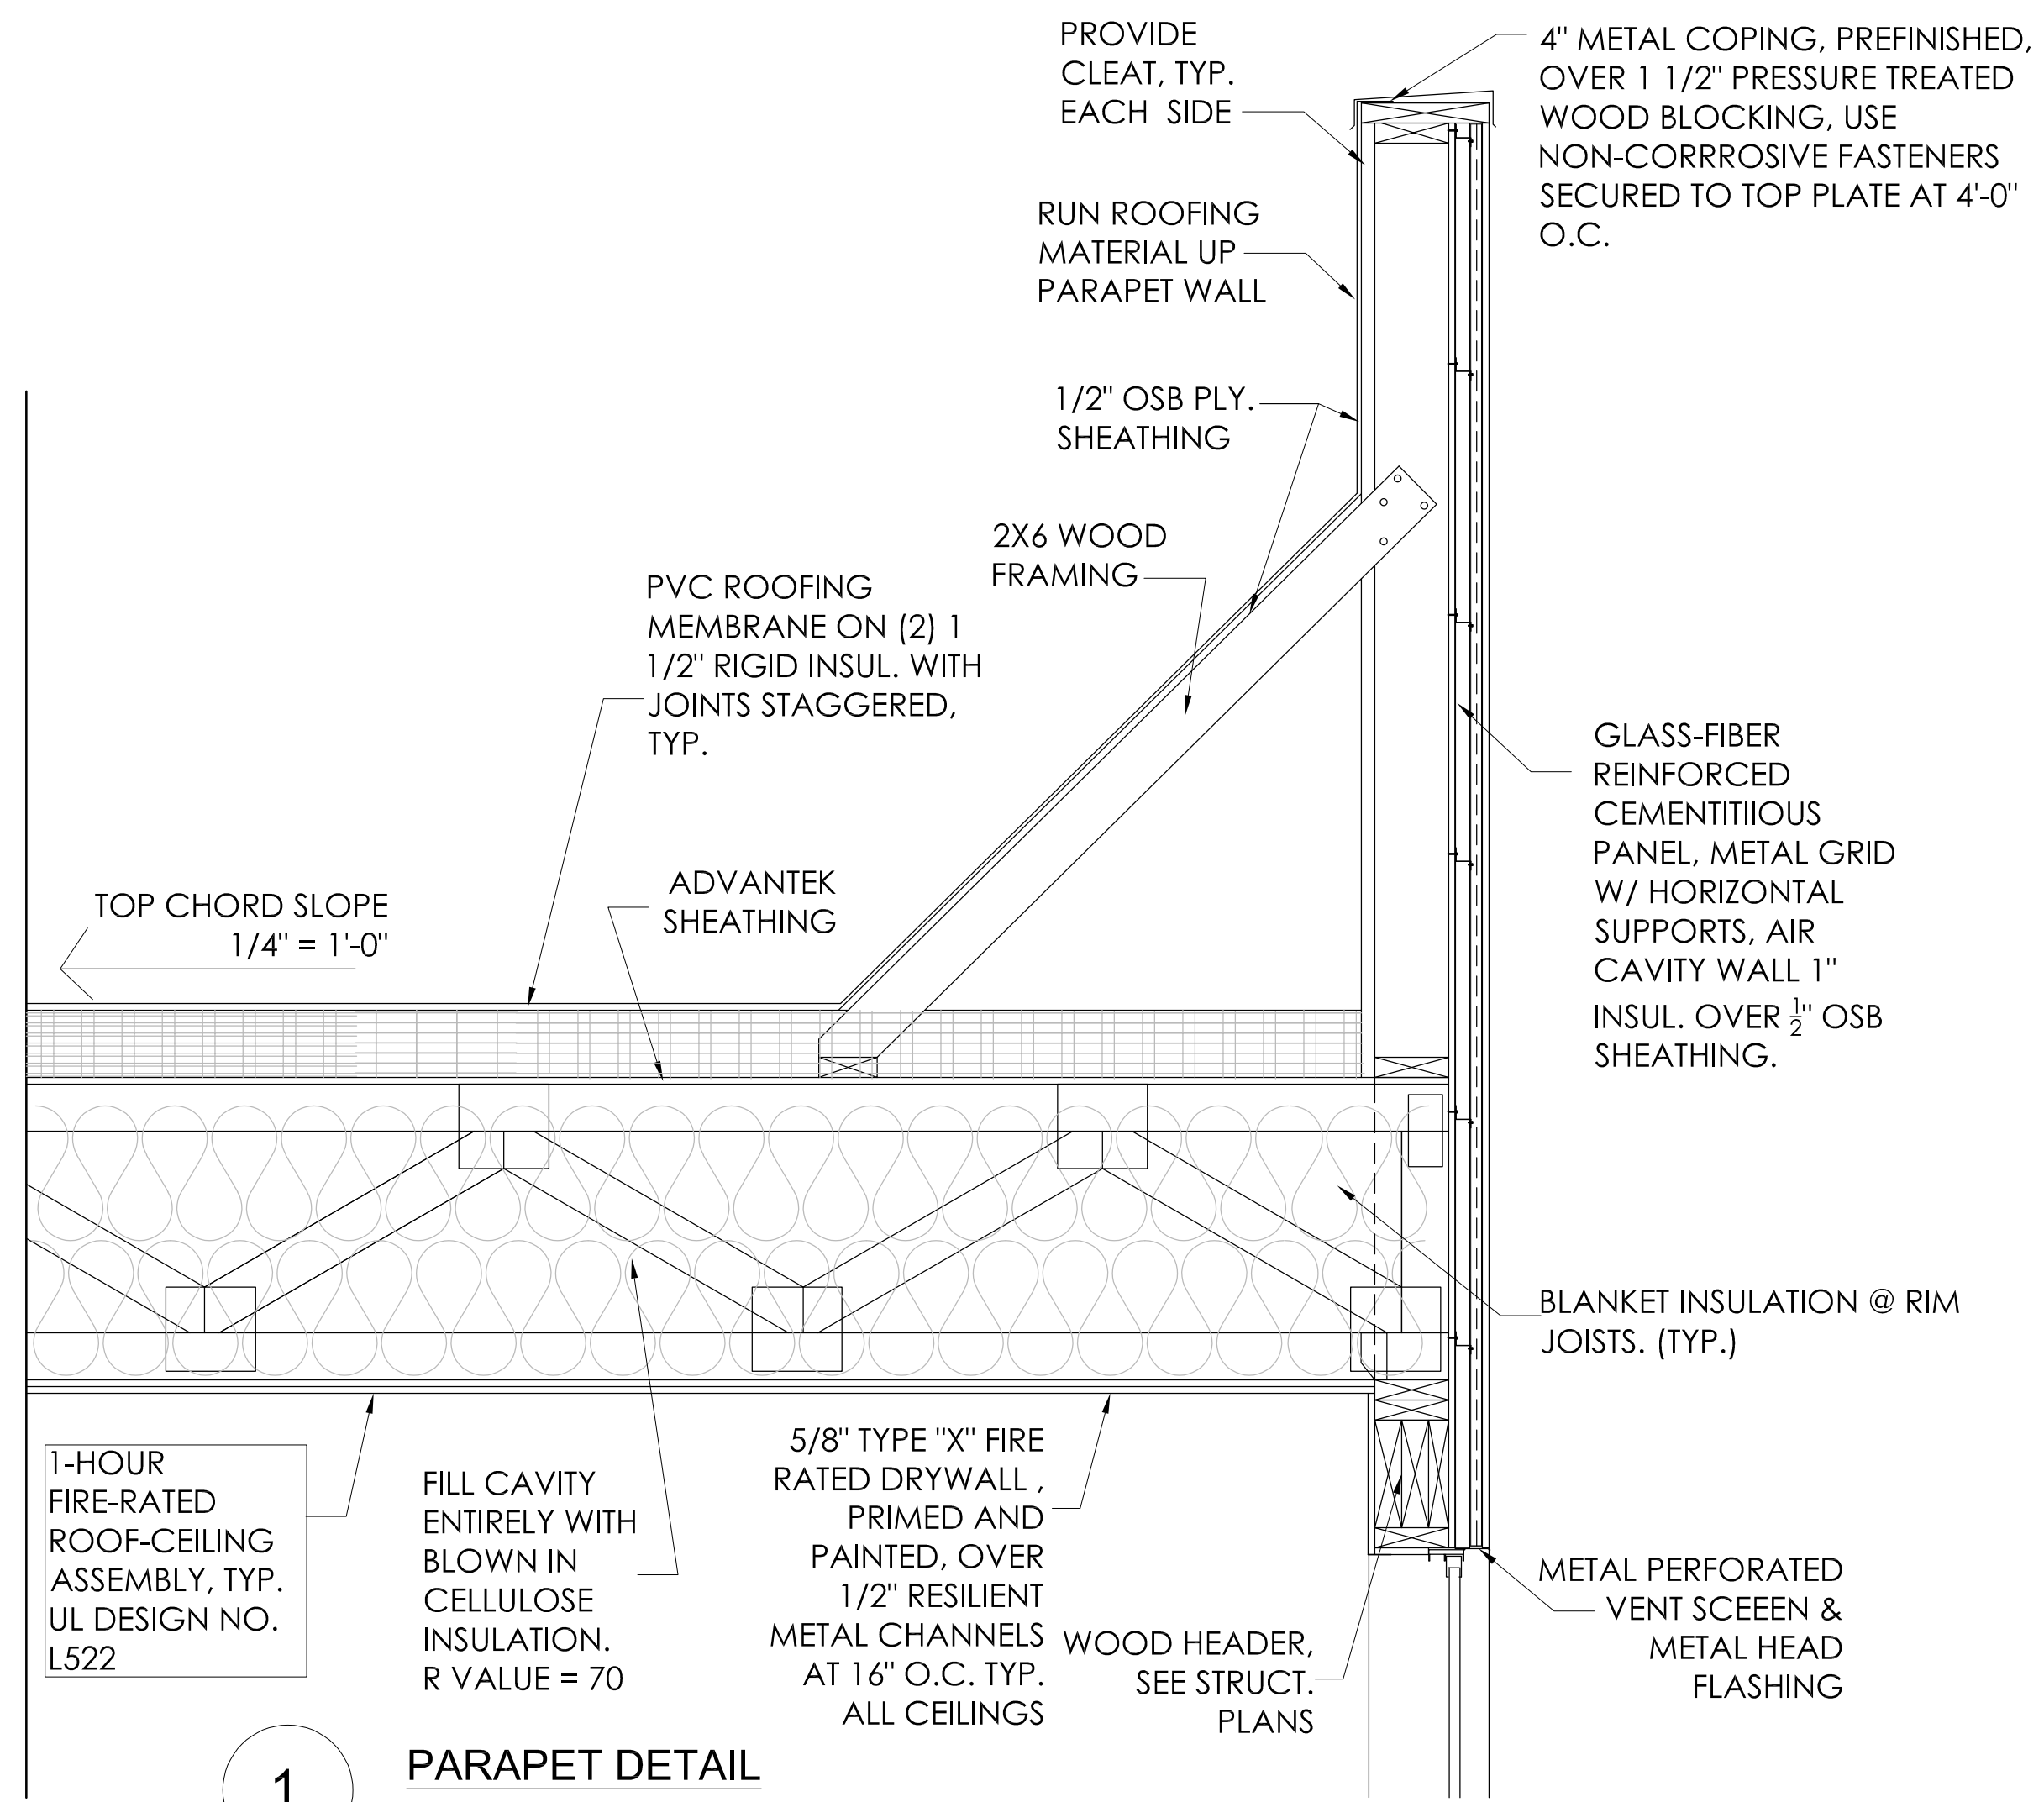 PROVIDE
CLEAT, TYP.
EACH  SIDE
4" METAL COPING, PREFINISHED,
OVER 1 1/2" PRESSURE TREATED
WOOD BLOCKING, USE
NON-CORRROSIVE FASTENERS
SECURED TO TOP PLATE AT 4'-0"
O.C.
RUN ROOFING
MATERIAL UP
PARAPET WALL
1/2" OSB PLY.
SHEATHING
2X6 WOOD
FRAMING
PVC ROOFING
MEMBRANE ON (2) 1
1/2" RIGID INSUL. WITH
JOINTS STAGGERED,
TYP.
GLASS-FIBER
REINFORCED
CEMENTITIIOUS
PANEL, METAL GRID
W/ HORIZONTAL
SUPPORTS, AIR
CAVITY WALL 1"
INSUL. OVER 1/2" OSB
SHEATHING.
ADVANTEK
SHEATHING
TOP CHORD SLOPE
1/4" = 1'-0"
BLANKET INSULATION @ RIM
JOISTS. (TYP.)
1-HOUR
FIRE-RATED
ROOF-CEILING
ASSEMBLY, TYP.
UL DESIGN NO.
L522
FILL CAVITY
ENTIRELY WITH
BLOWN IN
CELLULOSE
INSULATION.
R VALUE = 70
5/8" TYPE "X" FIRE
RATED DRYWALL ,
PRIMED AND
PAINTED, OVER
1/2" RESILIENT
METAL CHANNELS
AT 16" O.C. TYP.
ALL CEILINGS
WOOD HEADER,
SEE STRUCT.
PLANS
METAL PERFORATED
VENT SCEEEN &
METAL HEAD
FLASHING
1
PARAPET DETAIL